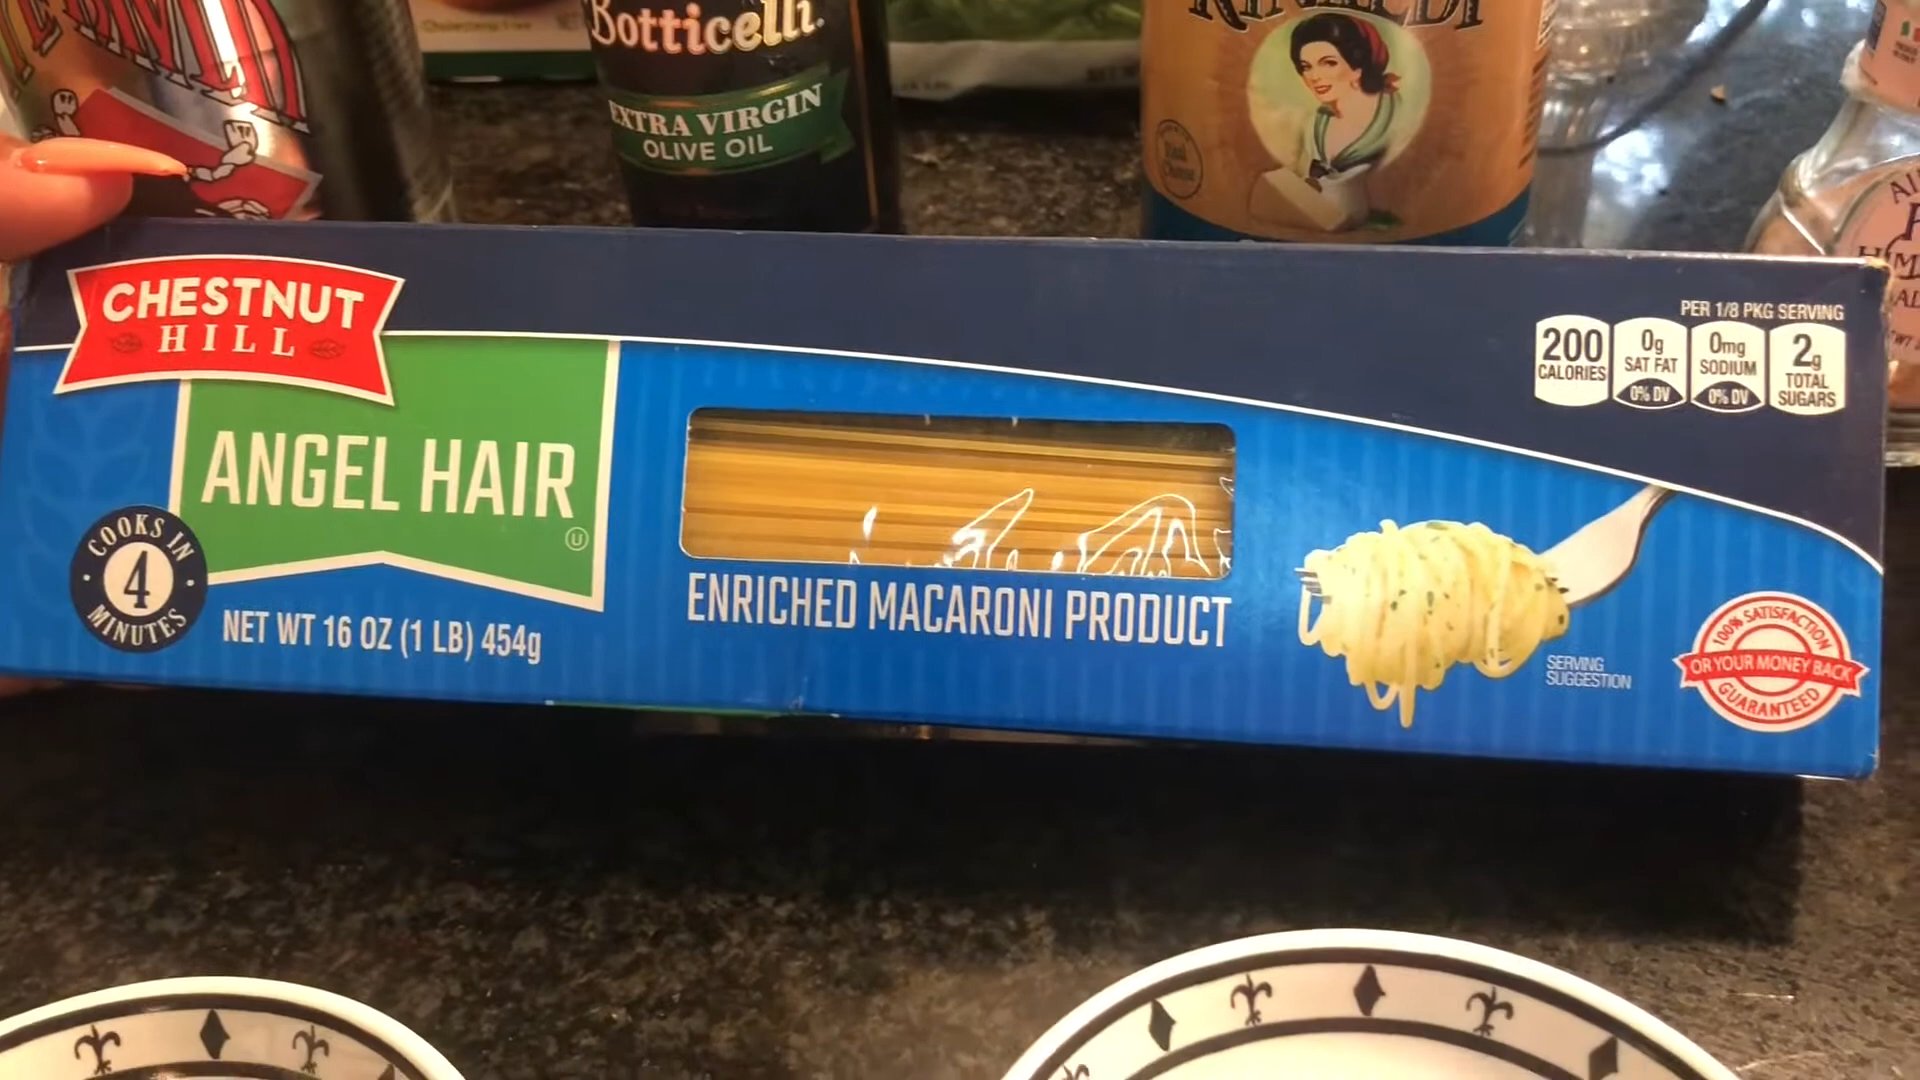 Botticelli
EXTRA VIRGIN
OLIVE OIL
CHESTNUT
HILL
ANGEL HAIR
U
COOKS IN
4
MINUTES
NET WT 16 OZ (1 LB) 454g
ENRICHED MACARONI PRODUCT
PER 1/8 PKG SERVING
200
CALORIES
0g
SAT FAT
0% DV
0mg
SODIUM
0% DV
2g
TOTAL
SUGARS
SERVING
SUGGESTION
100% SATISFACTION
OR YOUR MONEY BACK
GUARANTEED